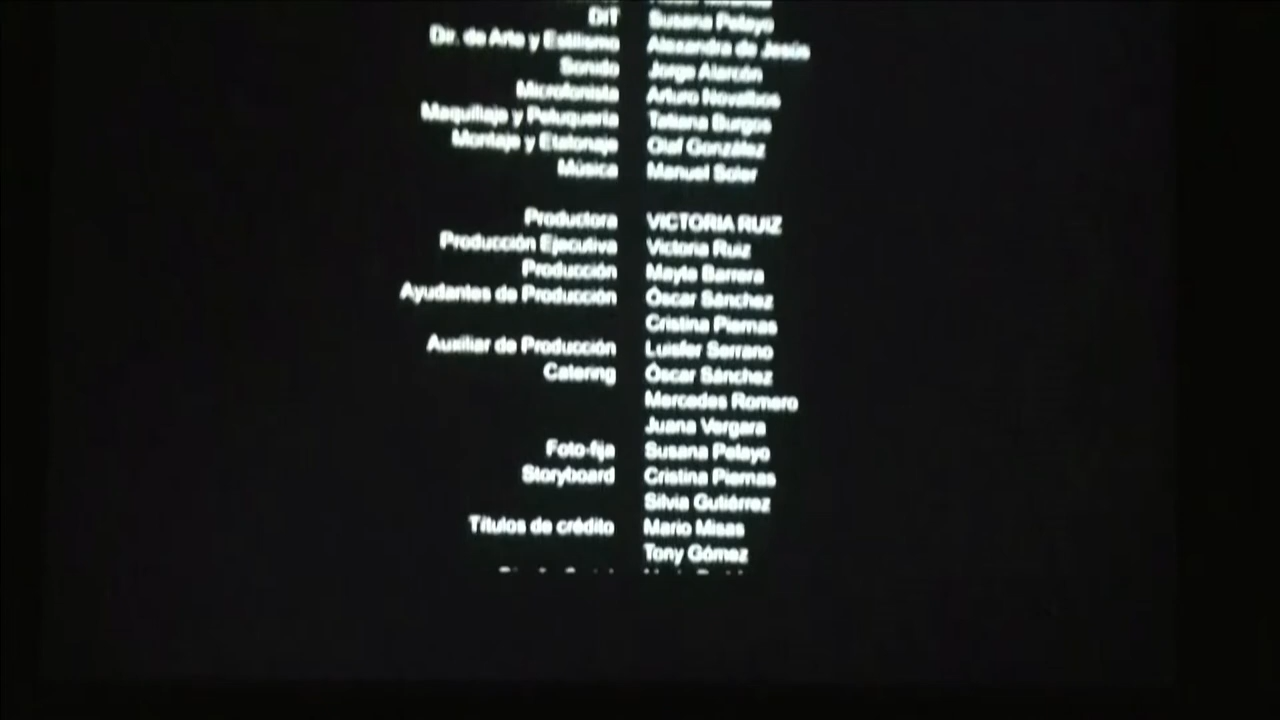 DIT Susana Pelayo
Dir. de Arte y Estilismo Alexandra de Jesús
Sonido Jorge Alarcón
Microfonista Arturo Novalbos
Maquillaje y Peluquería Tatiana Burgos
Montaje y Etalonaje Olaf González
Música Manuel Soler
Productora VICTORIA RUIZ
Producción Ejecutiva Victoria Ruiz
Producción Mayte Barrera
Ayudantes de Producción Óscar Sánchez
Cristina Piernas
Auxiliar de Producción Luisfer Serrano
Catering Óscar Sánchez
Mercedes Romero
Juana Vergara
Foto-fija Susana Pelayo
Storyboard Cristina Piernas
Silvia Gutiérrez
Títulos de crédito Mario Misas
Tony Gómez